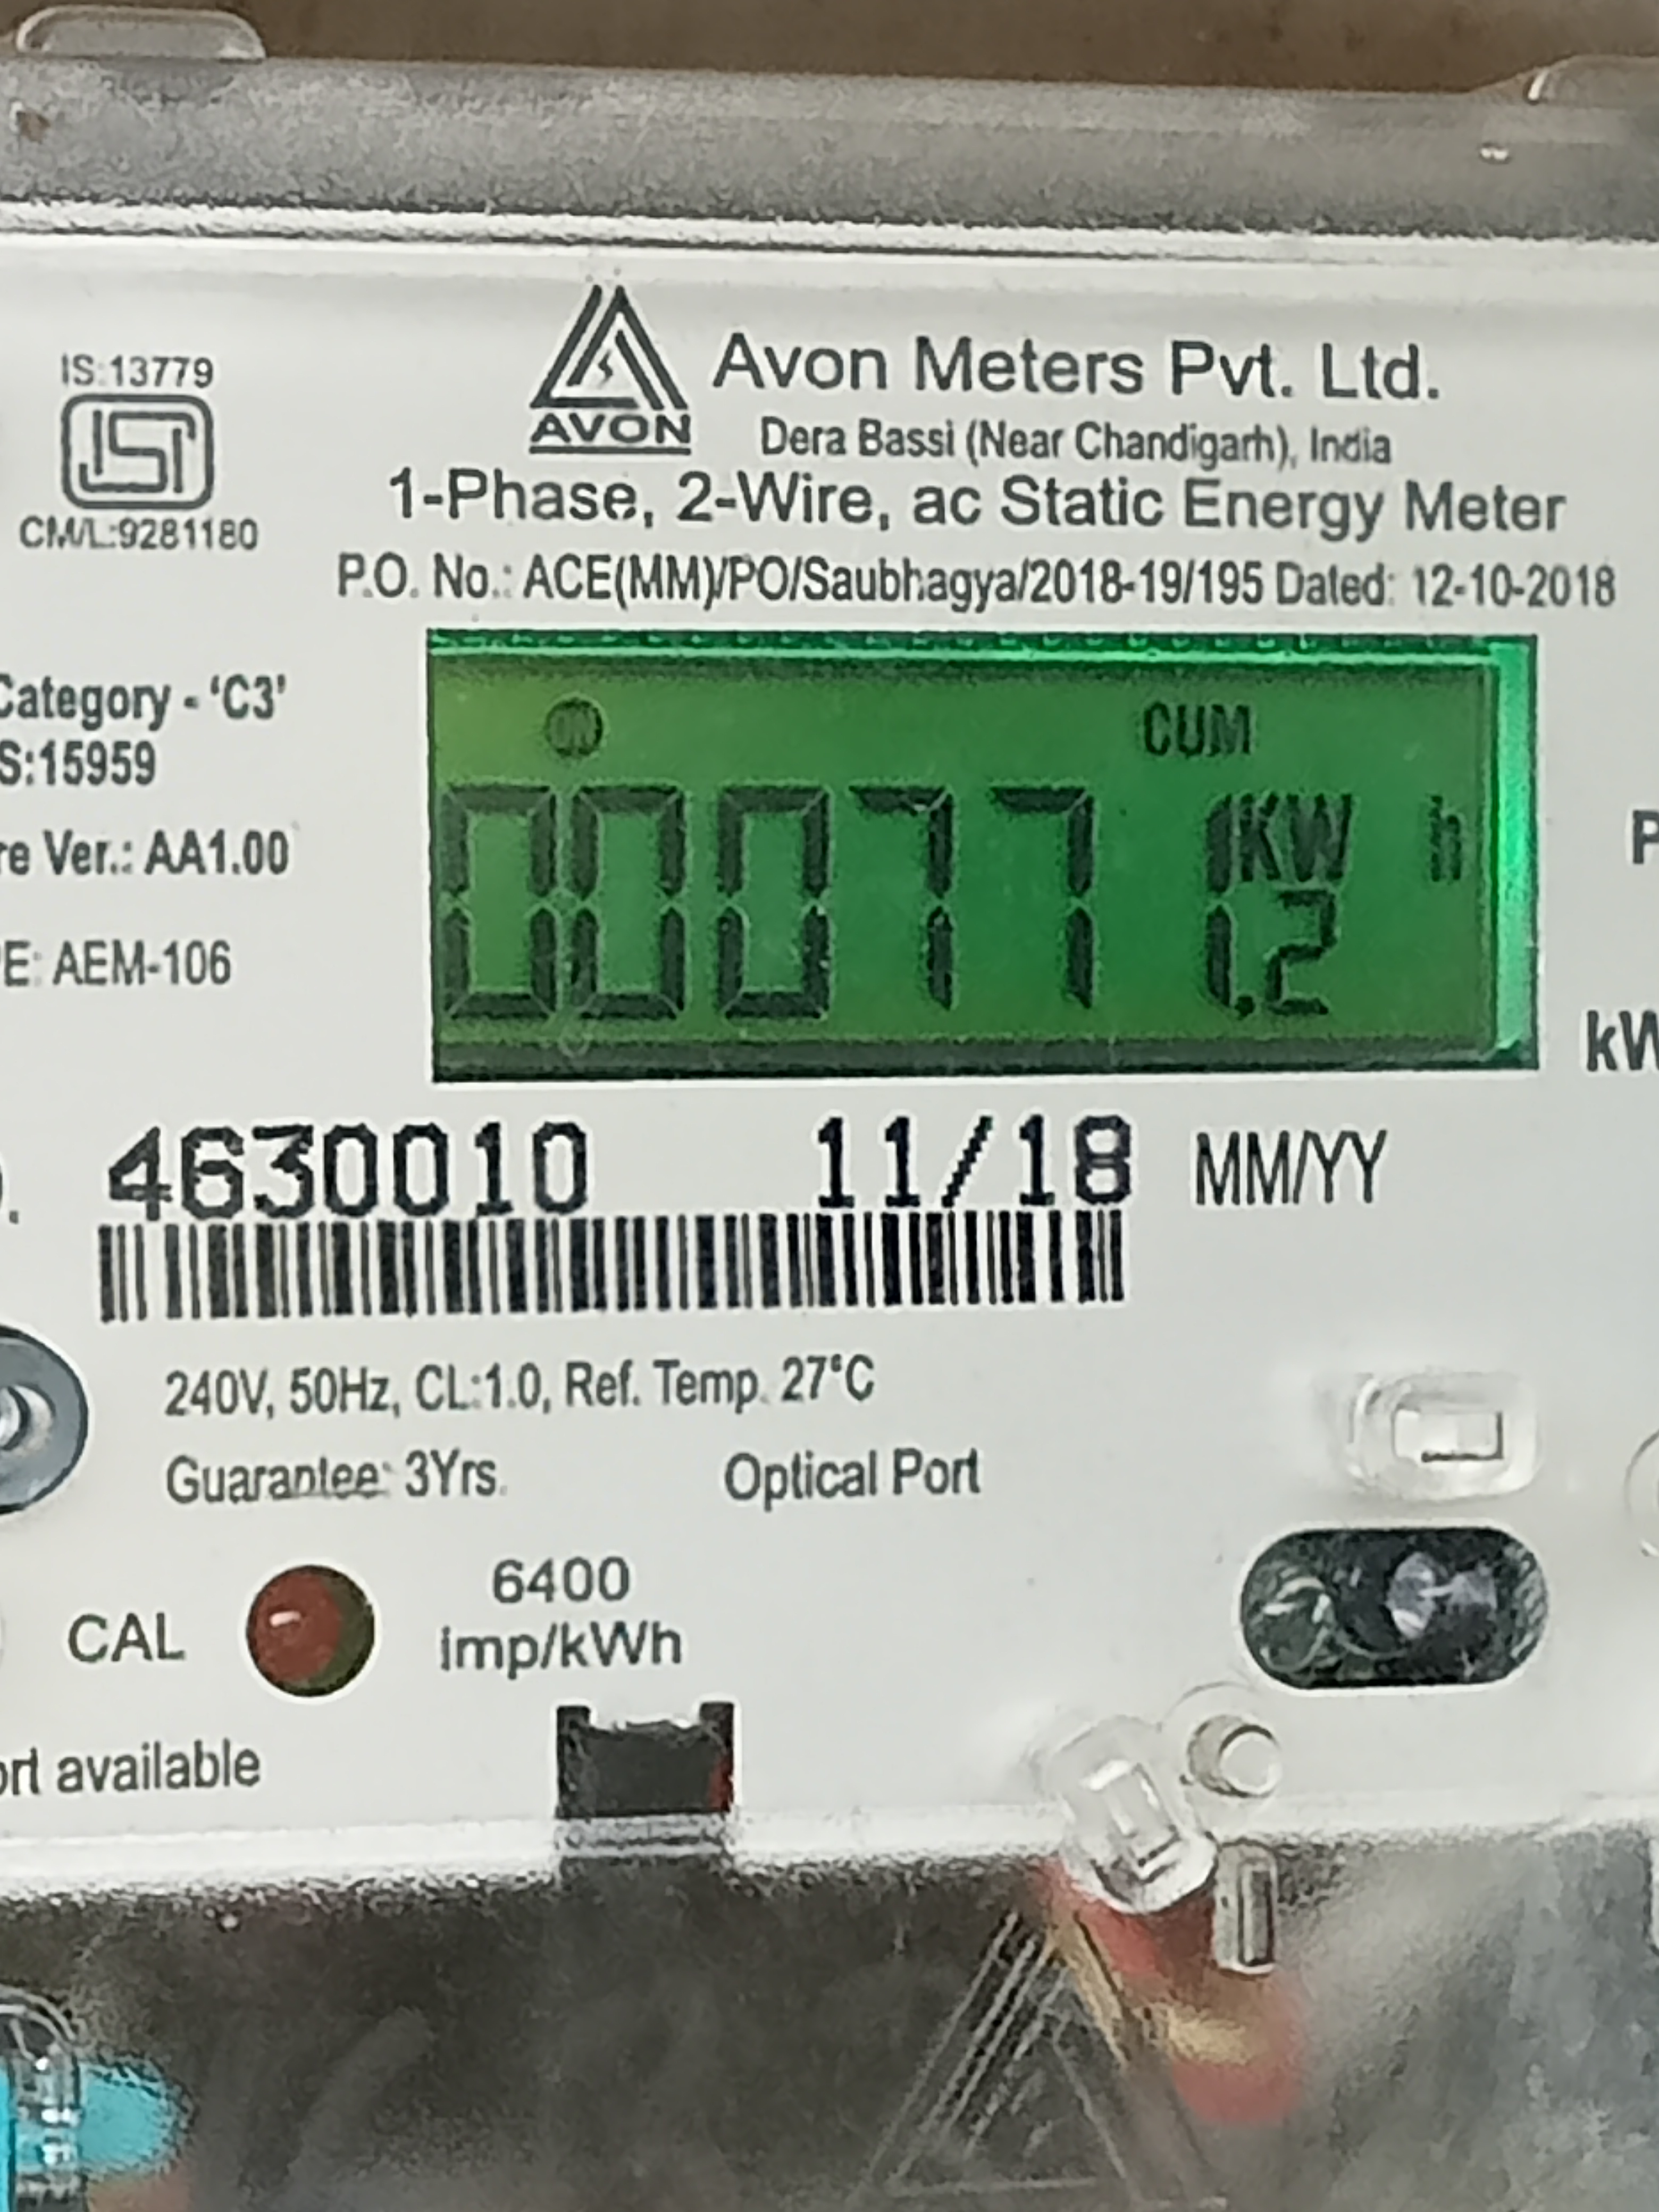 IS:13779
CM/L:9281180
AVON
Avon Meters Pvt. Ltd.
Dera Bassi (Near Chandigarh), India
1-Phase, 2-Wire, ac Static Energy Meter
P.O. No.: ACE(MM)/PO/Saubhagya/2018-19/195 Dated: 12-10-2018
Category - ‘C3’
S:15959
re Ver.: AA1.00
E: AEM-106
CUM
000771.2 KW h
P
kW
4630010 11/18 MM/YY
240V, 50Hz, CL:1.0, Ref. Temp. 27°C
Guarantee: 3Yrs. Optical Port
CAL
6400
imp/kWh
ort available